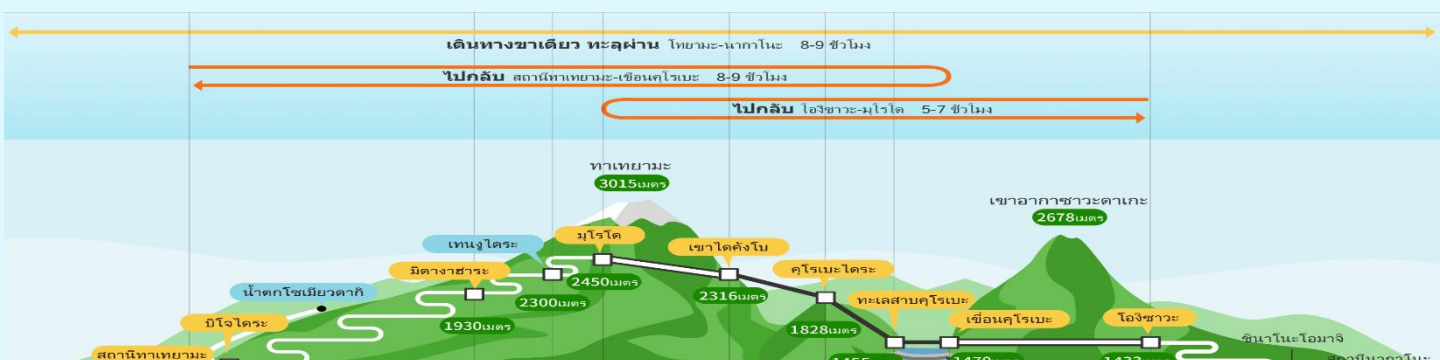 เดินทางขาเดียว ทะลุผ่าน โทยามะ-นากาโนะ 8-9 ชั่วโมง
ไปกลับ สถานีทาเทยามะ-เขื่อนคุโรเบะ 8-9 ชั่วโมง
ไปกลับ โอกิซาวะ-มุโรโด 5-7 ชั่วโมง
ทาเทยามะ
3015เมตร
เขาอากาซาวะดาเกะ
2678เมตร
มุโรโด
เทนงูไดระ
เขาไดคังโบ
มิดางาฮาระ
คุโรเบะไดระ
2450เมตร
น้ำตกโชเมียวดากิ
2300เมตร
2316เมตร
ทะเลสาบคุโรเบะ
1930เมตร
บิโจไดระ
1828เมตร
เขื่อนคุโรเบะ
โอกิซาวะ
ชินาโนะโอมาจิ
สถานีทาเทยามะ
สถานีนากาโนะ